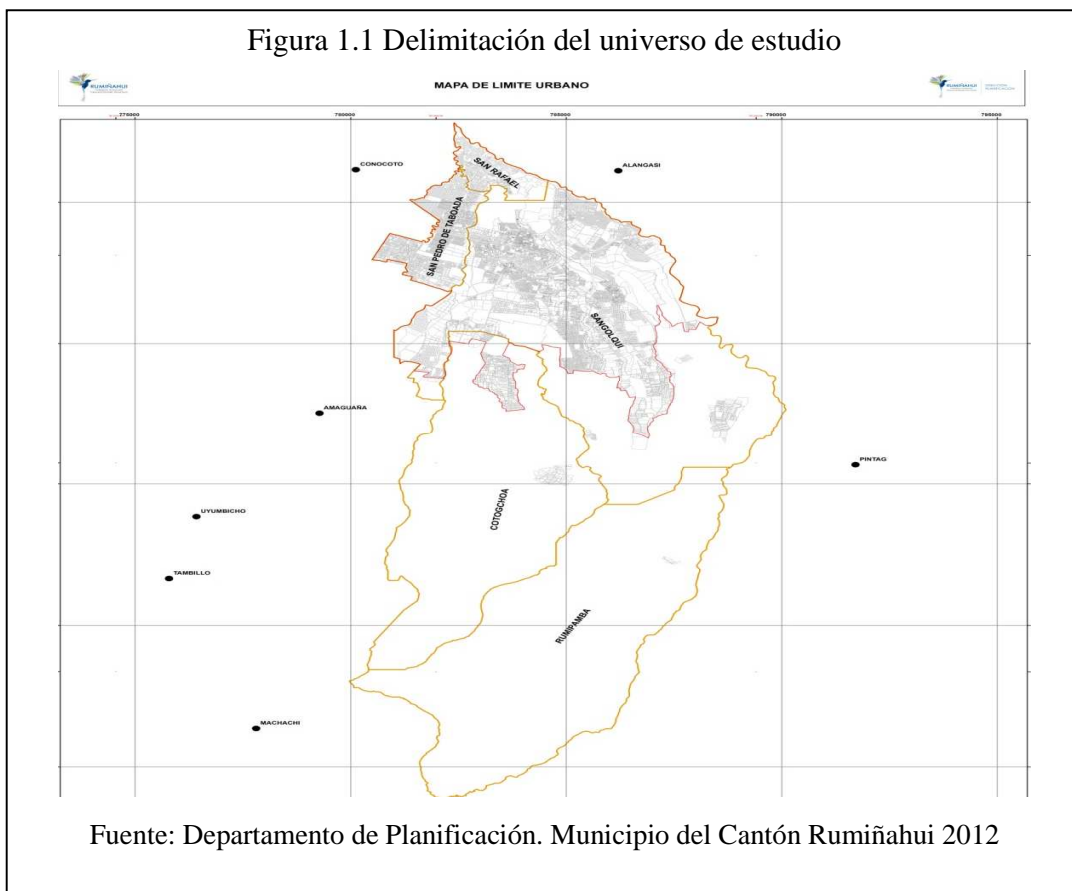 Figura 1.1 Delimitación del universo de estudio
RUMIÑAHUI
MAPA DE LIMITE URBANO
RUMIÑAHUI
775000
780000
785000
790000
795000
CONOCOTO
SAN RAFAEL
ALANGASI
SAN PEDRO DE TABOADA
SANGOLQUI
AMAGUAÑA
PINTAG
COTOGCHOA
UYUMBICHO
TAMBILLO
RUMIPAMBA
MACHACHI
Fuente: Departamento de Planificación. Municipio del Cantón Rumiñahui 2012